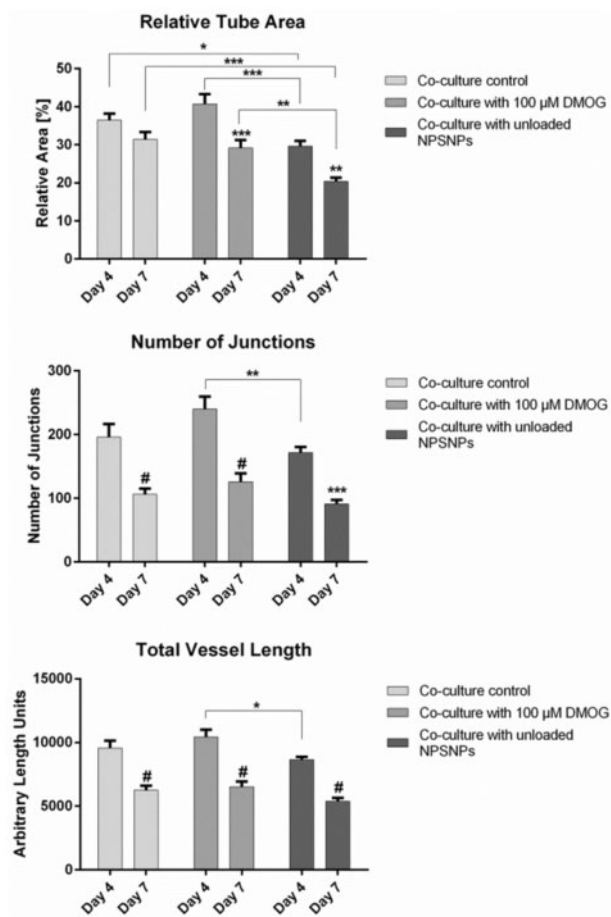 Relative Tube Area
*
***
***
**
***
**
Relative Area [%]
50
40
30
20
10
0
Day 4
Day 7
Day 4
Day 7
Day 4
Day 7
Co-culture control
Co-culture with 100 µM DMOG
Co-culture with unloaded
NPSNPs
Number of Junctions
**
#
#
***
Number of Junctions
300
200
100
0
Day 4
Day 7
Day 4
Day 7
Day 4
Day 7
Co-culture control
Co-culture with 100 µM DMOG
Co-culture with unloaded
NPSNPs
Total Vessel Length
*
#
#
#
Arbitrary Length Units
15000
10000
5000
0
Day 4
Day 7
Day 4
Day 7
Day 4
Day 7
Co-culture control
Co-culture with 100 µM DMOG
Co-culture with unloaded
NPSNPs